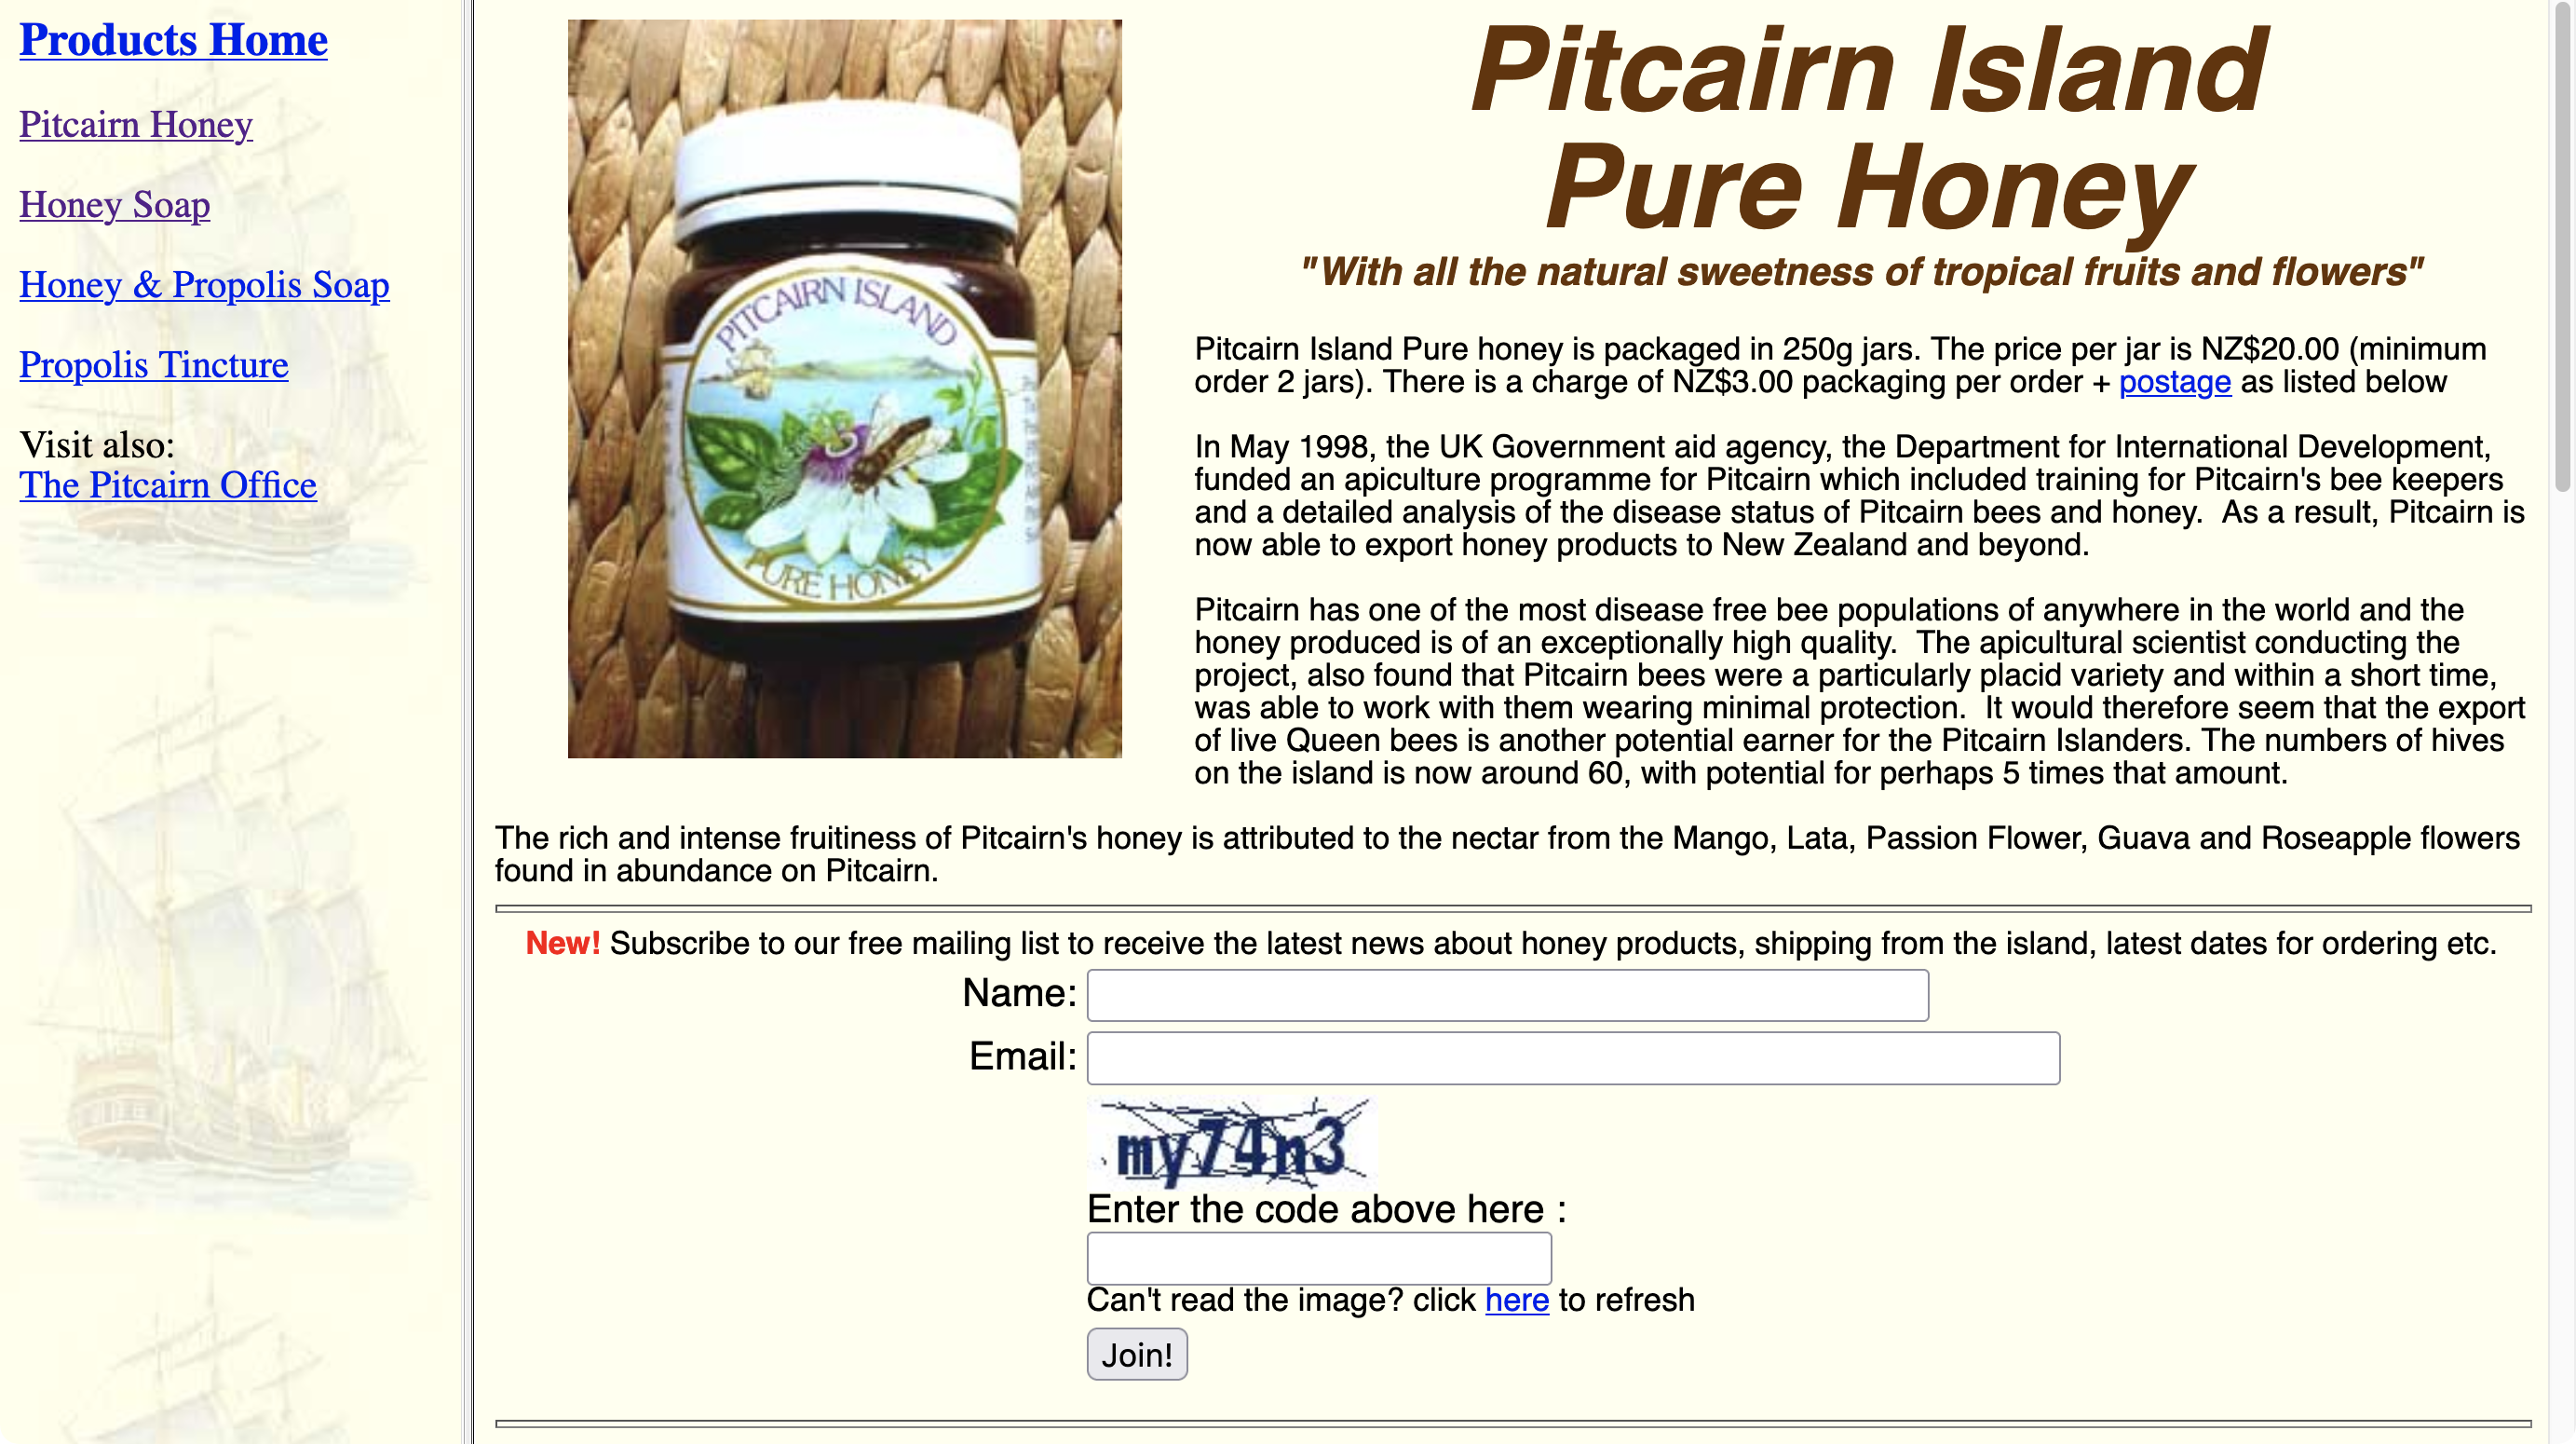 Products Home
Pitcairn Honey
Honey Soap
Honey & Propolis Soap
Propolis Tincture
Visit also:
The Pitcairn Office
PITCAIRN ISLAND
PURE HONEY
Pitcairn Island
Pure Honey
"With all the natural sweetness of tropical fruits and flowers"
Pitcairn Island Pure honey is packaged in 250g jars. The price per jar is NZ$20.00 (minimum
order 2 jars). There is a charge of NZ$3.00 packaging per order + postage as listed below
In May 1998, the UK Government aid agency, the Department for International Development,
funded an apiculture programme for Pitcairn which included training for Pitcairn's bee keepers
and a detailed analysis of the disease status of Pitcairn bees and honey.  As a result, Pitcairn is
now able to export honey products to New Zealand and beyond.
Pitcairn has one of the most disease free bee populations of anywhere in the world and the
honey produced is of an exceptionally high quality.  The apicultural scientist conducting the
project, also found that Pitcairn bees were a particularly placid variety and within a short time,
was able to work with them wearing minimal protection.  It would therefore seem that the export
of live Queen bees is another potential earner for the Pitcairn Islanders. The numbers of hives
on the island is now around 60, with potential for perhaps 5 times that amount.
The rich and intense fruitiness of Pitcairn's honey is attributed to the nectar from the Mango, Lata, Passion Flower, Guava and Roseapple flowers
found in abundance on Pitcairn.
New! Subscribe to our free mailing list to receive the latest news about honey products, shipping from the island, latest dates for ordering etc.
Name:
Email:
my74n3
Enter the code above here :
Can't read the image? click here to refresh
Join!